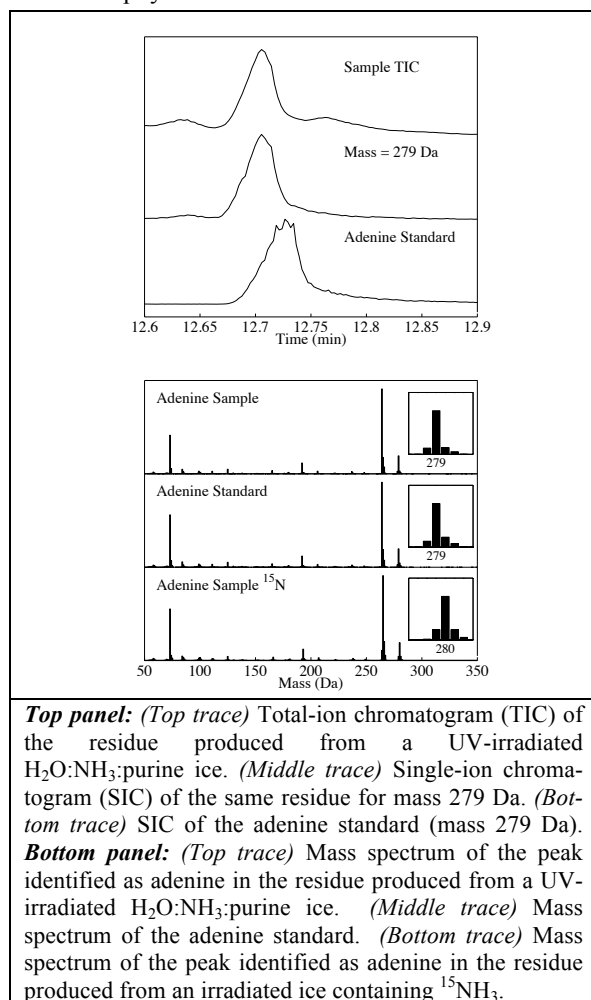 Sample TIC
Mass = 279 Da
Adenine Standard
12.6 12.65 12.7 12.75 12.8 12.85 12.9
Time (min)
Adenine Sample
279
Adenine Standard
279
Adenine Sample ¹⁵N
280
50 100 150 200 250 300 350
Mass (Da)
Top panel: (Top trace) Total-ion chromatogram (TIC) of
the residue produced from a UV-irradiated
H₂O:NH₃:purine ice. (Middle trace) Single-ion chroma-
togram (SIC) of the same residue for mass 279 Da. (Bot-
tom trace) SIC of the adenine standard (mass 279 Da).
Bottom panel: (Top trace) Mass spectrum of the peak
identified as adenine in the residue produced from a UV-
irradiated H₂O:NH₃:purine ice. (Middle trace) Mass
spectrum of the adenine standard. (Bottom trace) Mass
spectrum of the peak identified as adenine in the residue
produced from an irradiated ice containing ¹⁵NH₃.